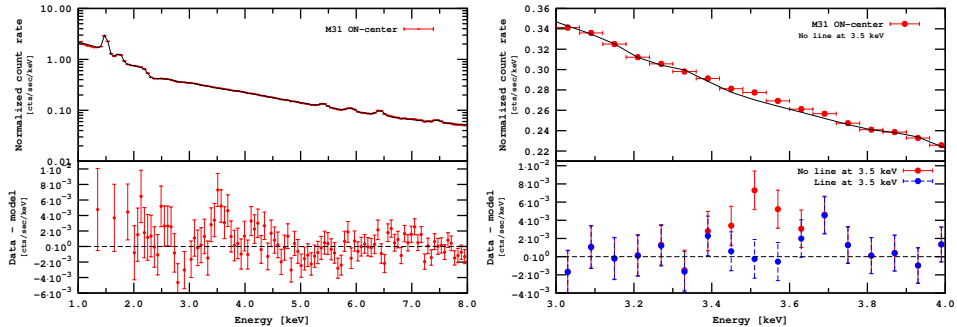 10.00
1.00
0.10
0.01
Normalized count rate
[cts/sec/keV]
M31 ON-center
1·10⁻²
8·10⁻³
6·10⁻³
4·10⁻³
2·10⁻³
0·10⁰
-2·10⁻³
-4·10⁻³
-6·10⁻³
Data - model
[cts/sec/keV]
1.0 2.0 3.0 4.0 5.0 6.0 7.0 8.0
Energy [keV]
0.36
0.34
0.32
0.30
0.28
0.26
0.24
0.22
Normalized count rate
[cts/sec/keV]
M31 ON-center
No line at 3.5 keV
1·10⁻²
8·10⁻³
6·10⁻³
4·10⁻³
2·10⁻³
0·10⁰
-2·10⁻³
-4·10⁻³
Data - model
[cts/sec/keV]
No line at 3.5 keV
Line at 3.5 keV
3.0 3.2 3.4 3.6 3.8 4.0
Energy [keV]